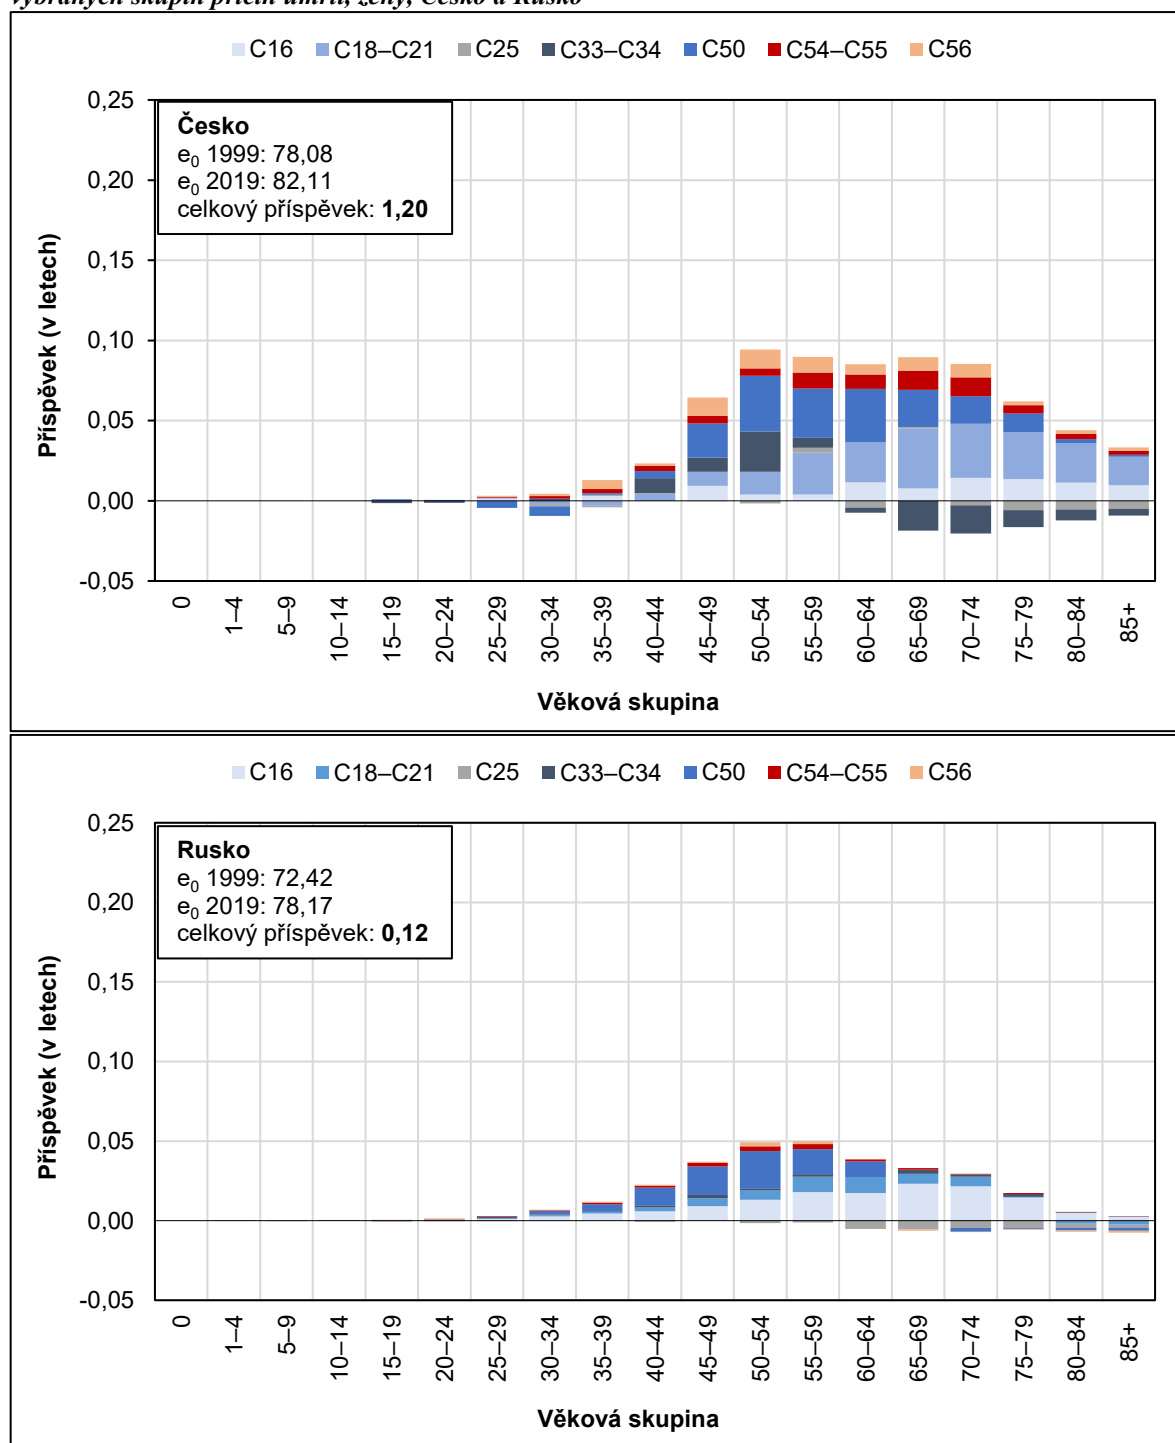 vybraných skupin příčin úmrtí, ženy, Česko a Rusko
C16 C18–C21 C25 C33–C34 C50 C54–C55 C56
0,25
0,20
0,15
0,10
0,05
0,00
-0,05
Příspěvek (v letech)
Česko
e₀ 1999: 78,08
e₀ 2019: 82,11
celkový příspěvek: 1,20
0 1–4 5–9 10–14 15–19 20–24 25–29 30–34 35–39 40–44 45–49 50–54 55–59 60–64 65–69 70–74 75–79 80–84 85+
Věková skupina
C16 C18–C21 C25 C33–C34 C50 C54–C55 C56
0,25
0,20
0,15
0,10
0,05
0,00
-0,05
Příspěvek (v letech)
Rusko
e₀ 1999: 72,42
e₀ 2019: 78,17
celkový příspěvek: 0,12
0 1–4 5–9 10–14 15–19 20–24 25–29 30–34 35–39 40–44 45–49 50–54 55–59 60–64 65–69 70–74 75–79 80–84 85+
Věková skupina